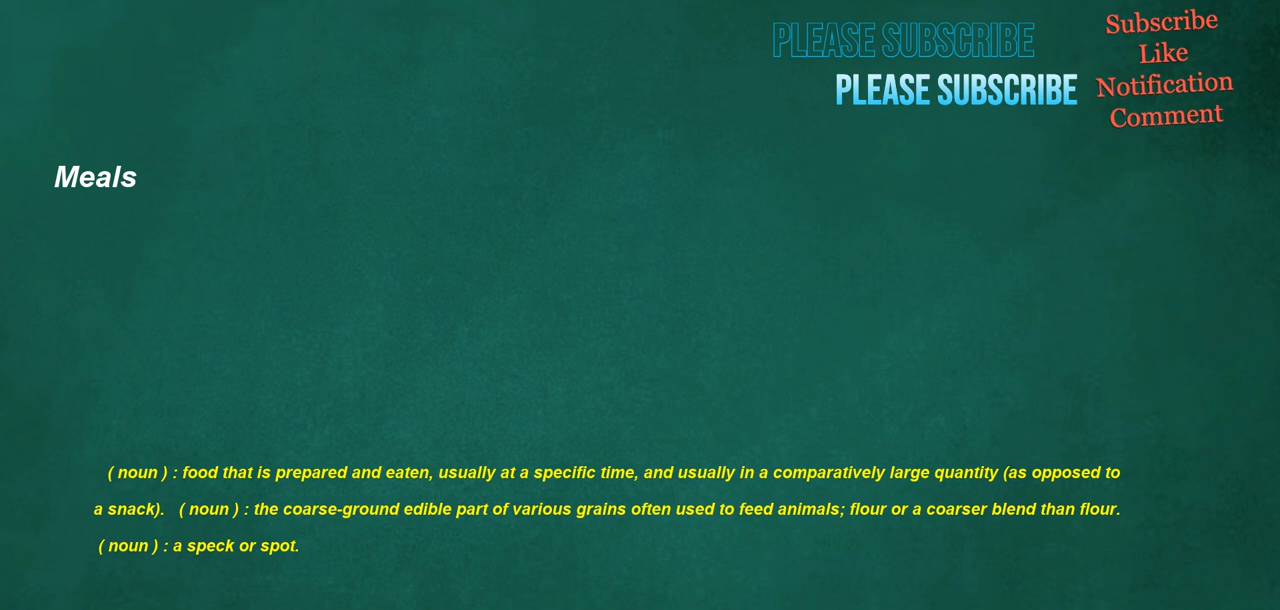 PLEASE SUBSCRIBE
PLEASE SUBSCRIBE
Subscribe
Like
Notification
Comment
Meals
( noun ) : food that is prepared and eaten, usually at a specific time, and usually in a comparatively large quantity (as opposed to
a snack).   ( noun ) : the coarse-ground edible part of various grains often used to feed animals; flour or a coarser blend than flour.
( noun ) : a speck or spot.